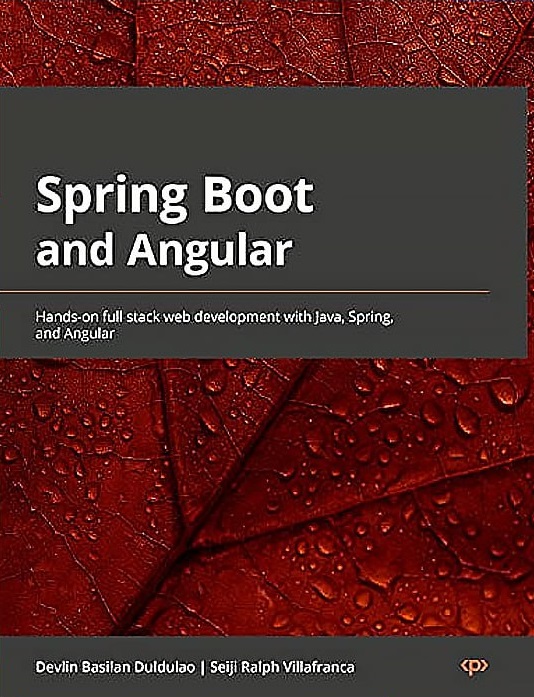 Spring Boot
and Angular
Hands-on full stack web development with Java, Spring,
and Angular
Devlin Basilan Duldulao | Seiji Ralph Villafranca
<p>